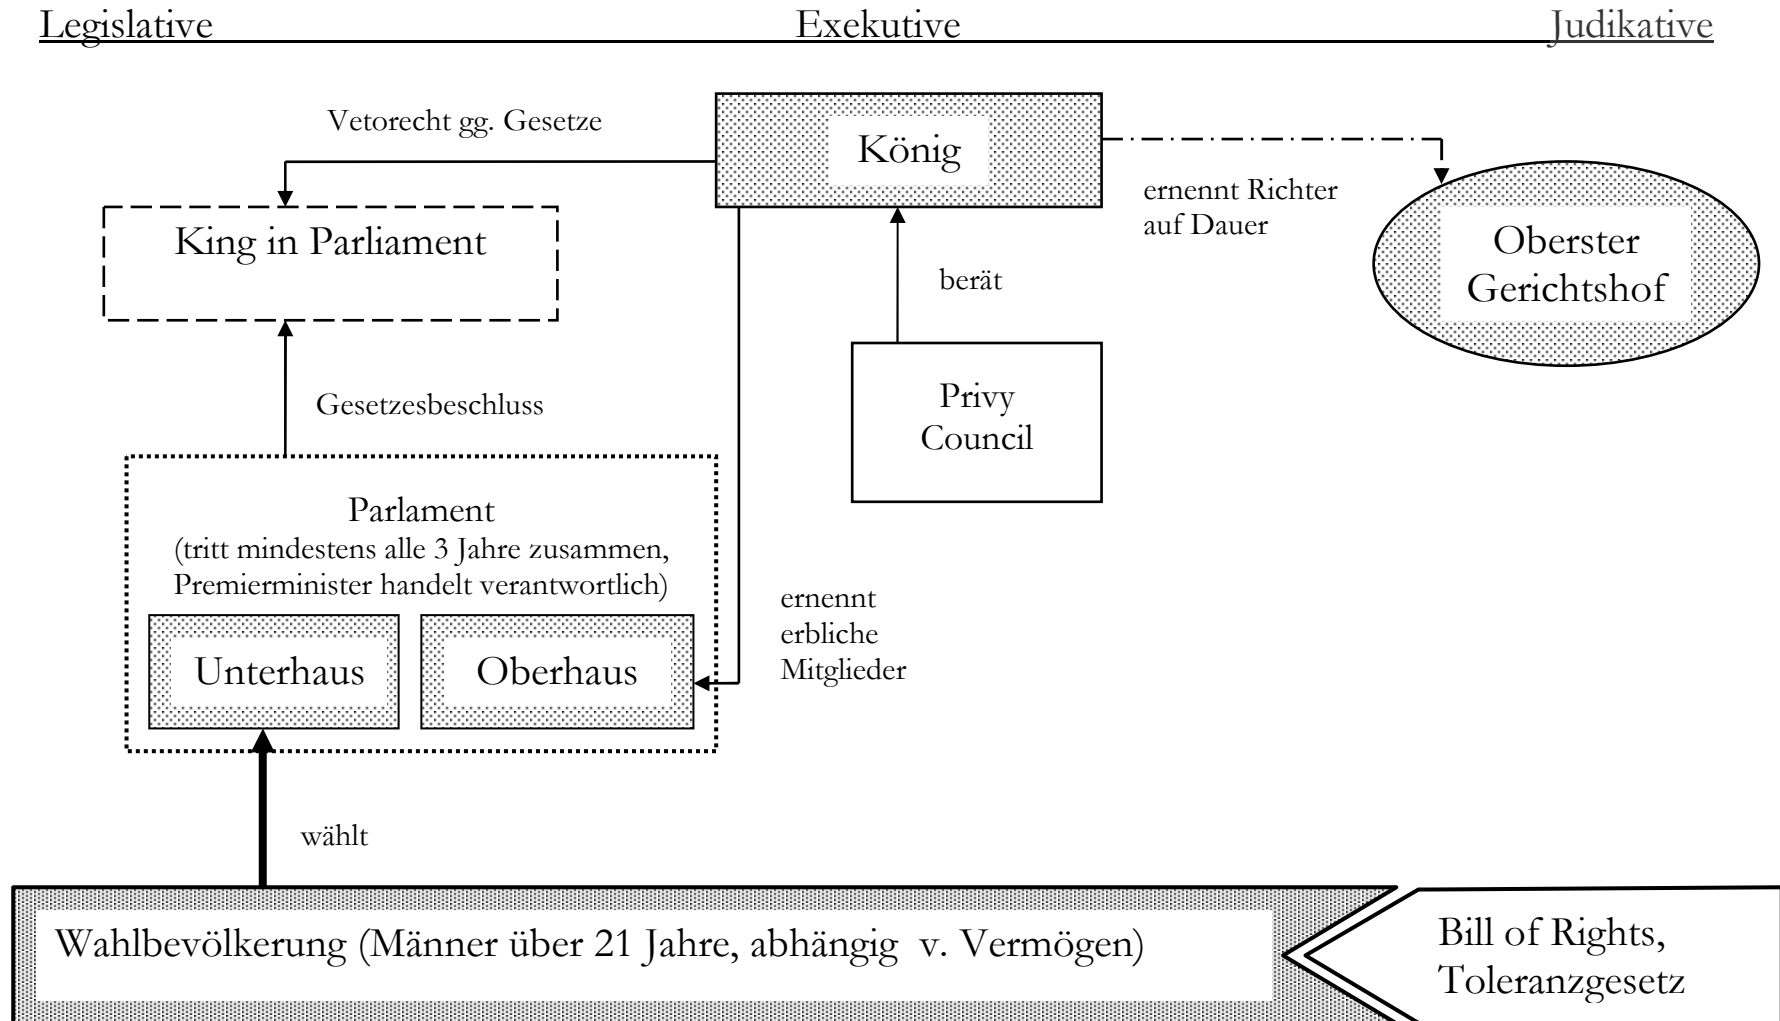 Legislative
Exekutive
Judikative
Vetorecht gg. Gesetze
König
King in Parliament
ernennt Richter
auf Dauer
Oberster
Gerichtshof
berät
Gesetzesbeschluss
Privy
Council
Parlament
(tritt mindestens alle 3 Jahre zusammen,
Premierminister handelt verantwortlich)
ernennt
erbliche
Mitglieder
Unterhaus
Oberhaus
wählt
Wahlbevölkerung (Männer über 21 Jahre, abhängig  v. Vermögen)
Bill of Rights,
Toleranzgesetz